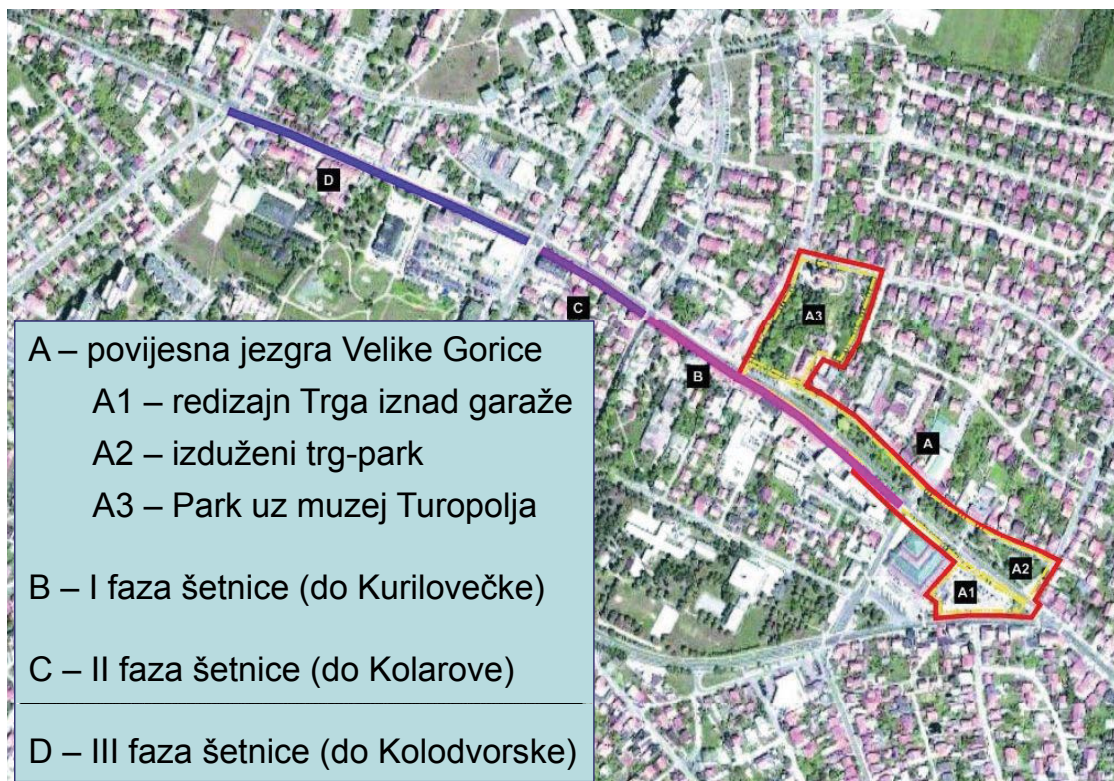 D
C
A3
B
A
A2
A1
A – povijesna jezgra Velike Gorice
A1 – redizajn Trga iznad garaže
A2 – izduženi trg-park
A3 – Park uz muzej Turopolja
B – I faza šetnice (do Kurilovečke)
C – II faza šetnice (do Kolarove)
D – III faza šetnice (do Kolodvorske)